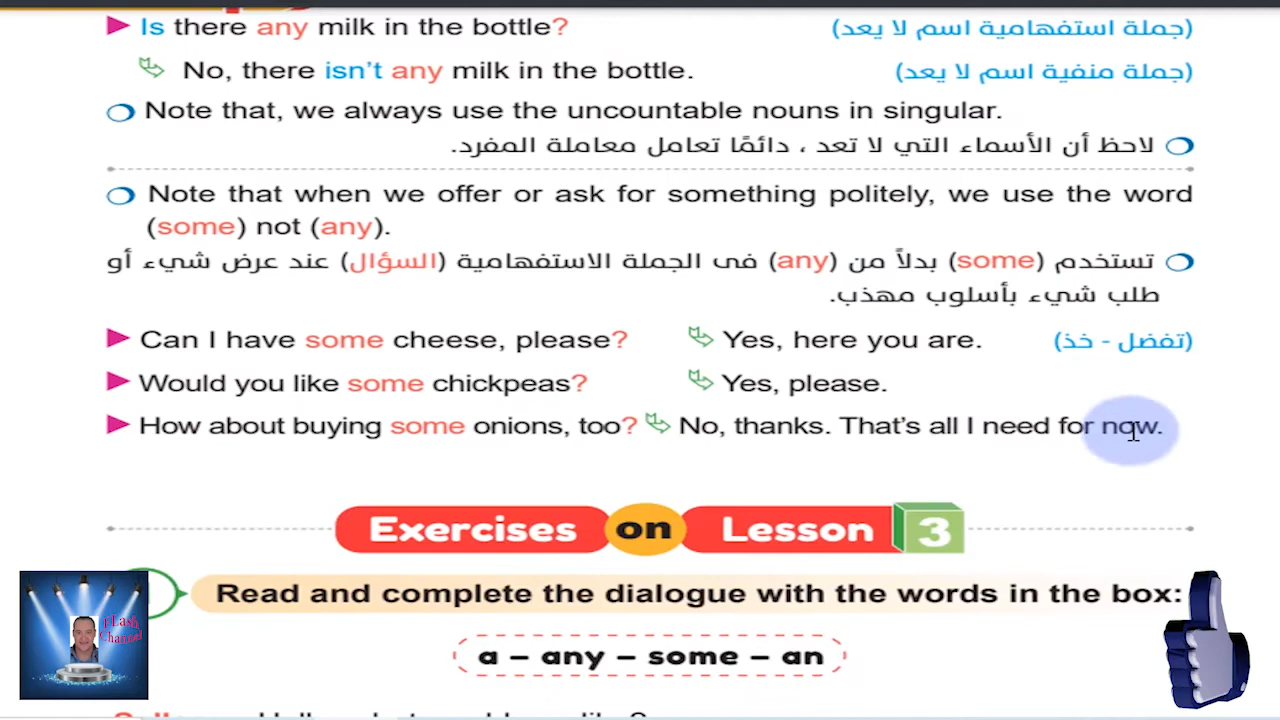 Is there any milk in the bottle? (جملة استفهامية اسم لا يعد)
No, there isn't any milk in the bottle. (جملة منفية اسم لا يعد)
Note that, we always use the uncountable nouns in singular.
لاحظ أن الأسماء التي لا تعد ، دائمًا تعامل معاملة المفرد.
Note that when we offer or ask for something politely, we use the word
(some) not (any).
تستخدم (some) بدلاً من (any) فى الجملة الاستفهامية (السؤال) عند عرض شيء أو
طلب شيء بأسلوب مهذب.
Can I have some cheese, please? Yes, here you are. (تفضل - خذ)
Would you like some chickpeas? Yes, please.
How about buying some onions, too? No, thanks. That's all I need for now.
Exercises on Lesson 3
Read and complete the dialogue with the words in the box:
a – any – some – an
FLash
Channel